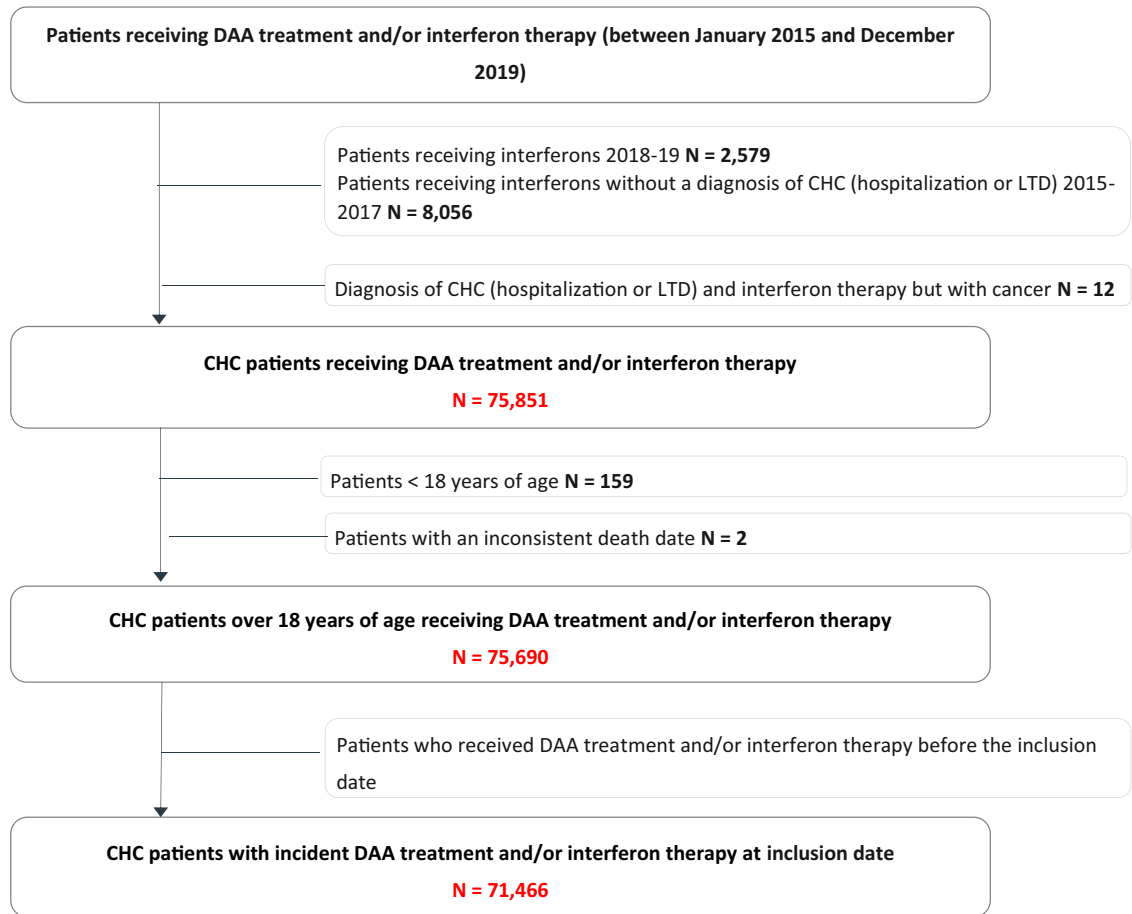 Patients receiving DAA treatment and/or interferon therapy (between January 2015 and December
2019)
Patients receiving interferons 2018-19 N = 2,579
Patients receiving interferons without a diagnosis of CHC (hospitalization or LTD) 2015-
2017 N = 8,056
Diagnosis of CHC (hospitalization or LTD) and interferon therapy but with cancer N = 12
CHC patients receiving DAA treatment and/or interferon therapy
N = 75,851
Patients < 18 years of age N = 159
Patients with an inconsistent death date N = 2
CHC patients over 18 years of age receiving DAA treatment and/or interferon therapy
N = 75,690
Patients who received DAA treatment and/or interferon therapy before the inclusion
date
CHC patients with incident DAA treatment and/or interferon therapy at inclusion date
N = 71,466